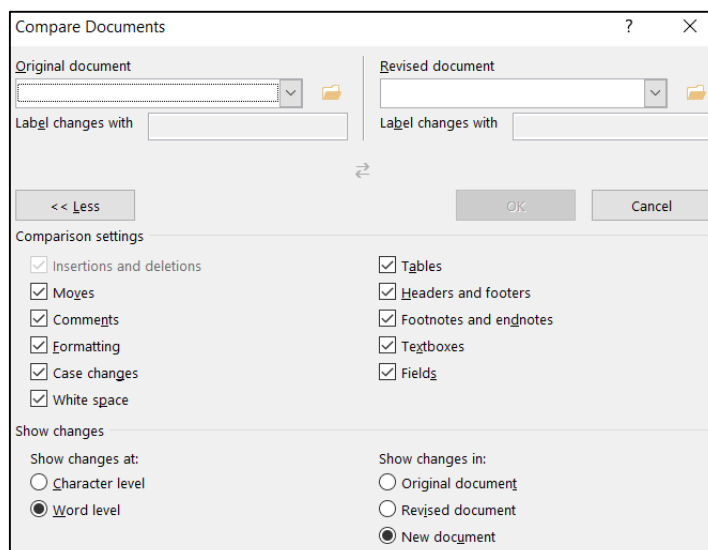 Compare Documents ? ✕
Original document
Label changes with
Revised document
Label changes with
<< Less OK Cancel
Comparison settings
Insertions and deletions
Moves
Comments
Formatting
Case changes
White space
Tables
Headers and footers
Footnotes and endnotes
Textboxes
Fields
Show changes
Show changes at:
Character level
Word level
Show changes in:
Original document
Revised document
New document